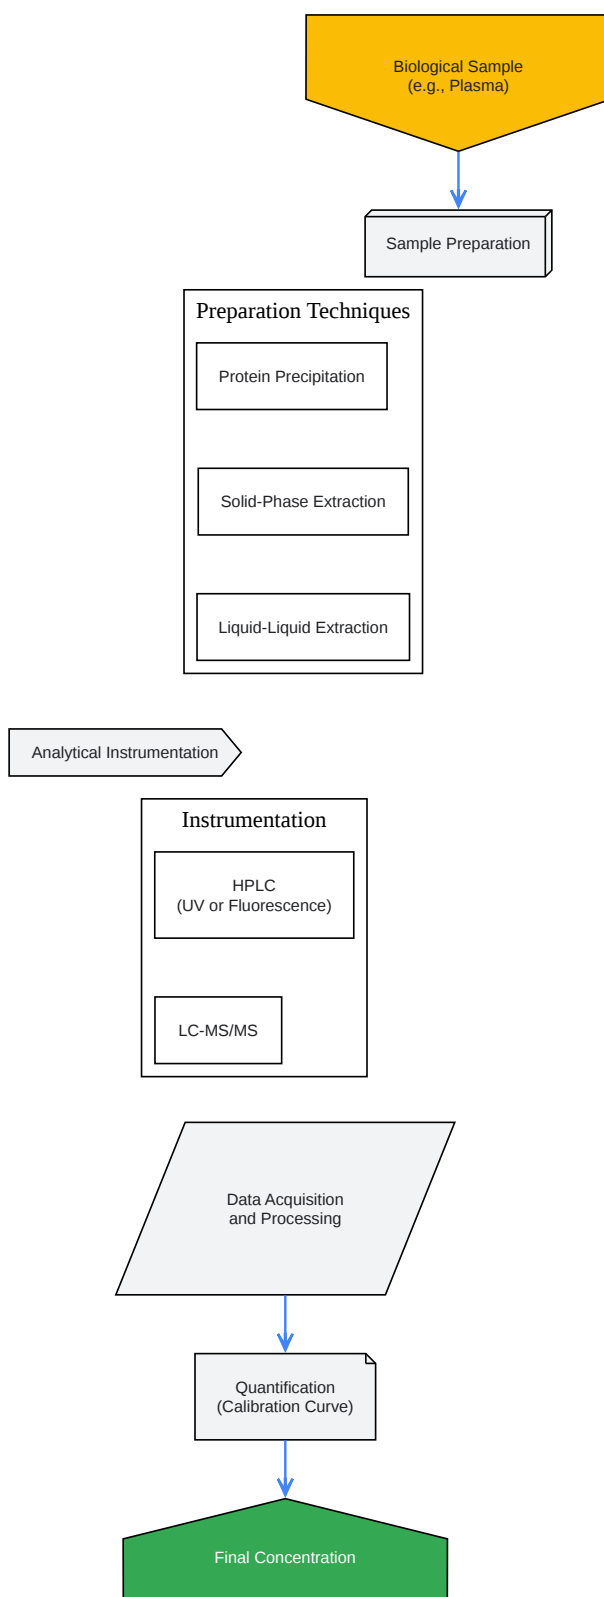 Biological Sample
(e.g., Plasma)
Sample Preparation
Preparation Techniques
Protein Precipitation
Solid-Phase Extraction
Liquid-Liquid Extraction
Analytical Instrumentation
Instrumentation
HPLC
(UV or Fluorescence)
LC-MS/MS
Data Acquisition
and Processing
Quantification
(Calibration Curve)
Final Concentration